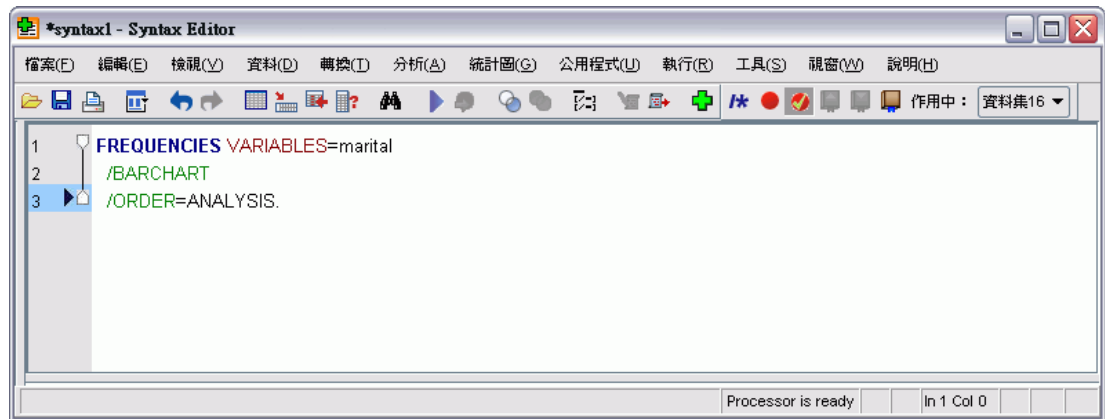 *syntax1 - Syntax Editor
檔案(F) 編輯(E) 檢視(V) 資料(D) 轉換(T) 分析(A) 統計圖(G) 公用程式(U) 執行(R) 工具(S) 視窗(W) 說明(H)
作用中： 資料集16
1 FREQUENCIES VARIABLES=marital
2 /BARCHART
3 /ORDER=ANALYSIS.
Processor is ready In 1 Col 0